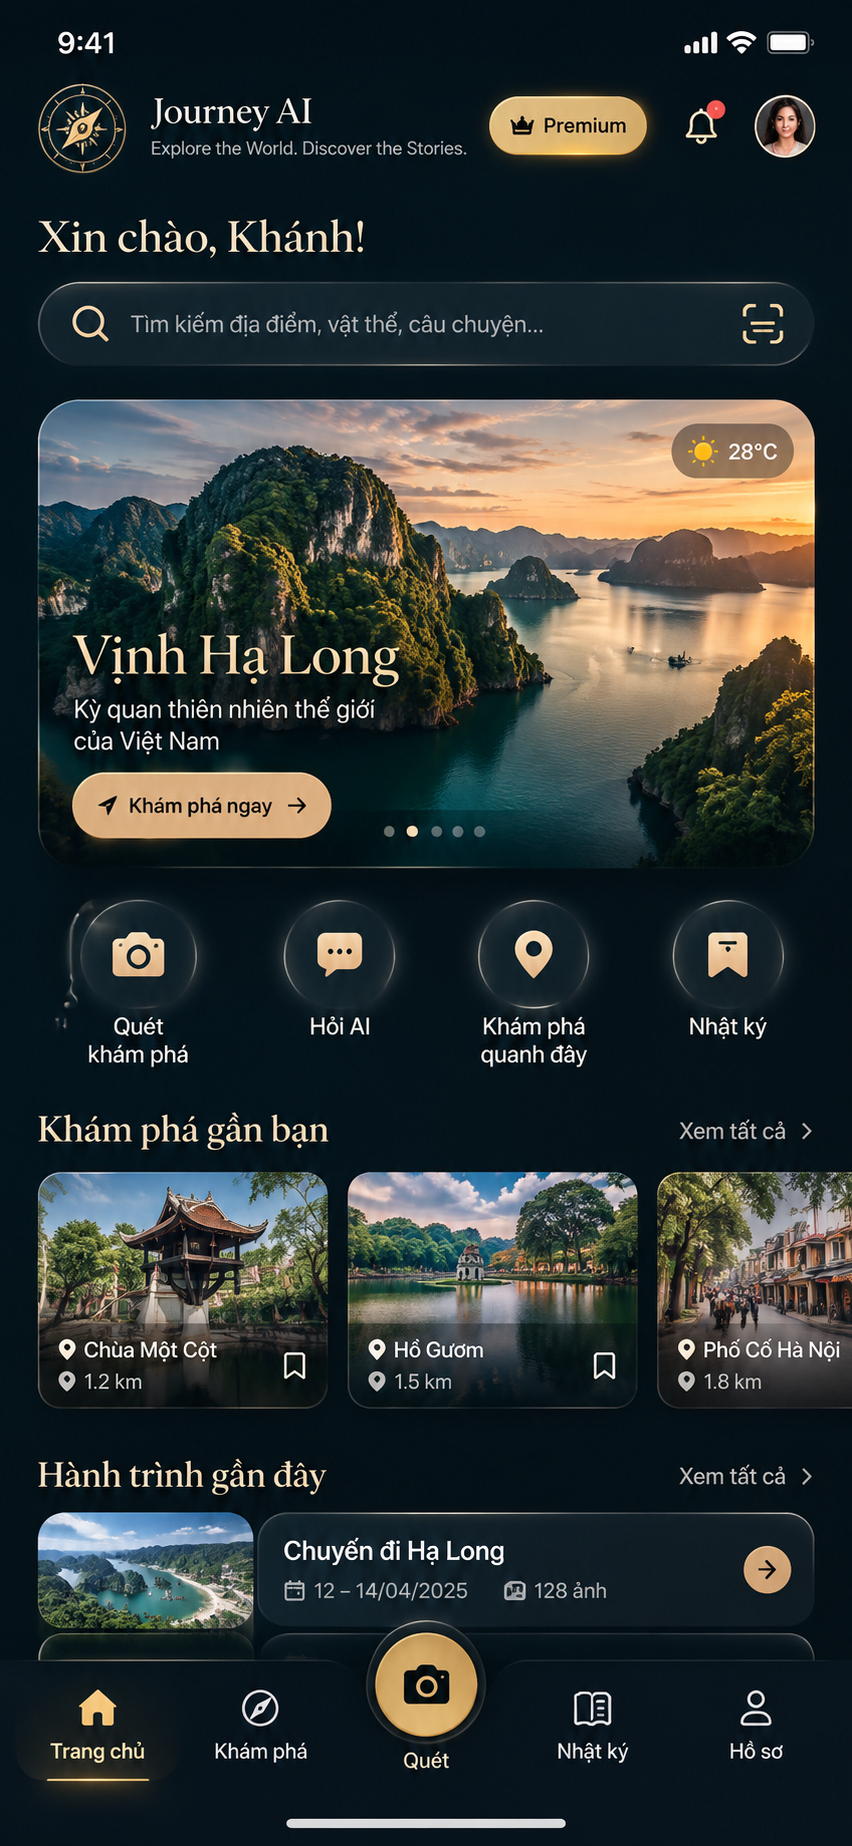 9:41
Journey AI
Explore the World. Discover the Stories.
Premium
Xin chào, Khánh!
Tìm kiếm địa điểm, vật thể, câu chuyện...
28°C
Vịnh Hạ Long
Kỳ quan thiên nhiên thế giới
của Việt Nam
Khám phá ngay
Quét
khám phá
Hỏi AI
Khám phá
quanh đây
Nhật ký
Khám phá gần bạn
Xem tất cả
Chùa Một Cột
1.2 km
Hồ Gươm
1.5 km
Phố Cổ Hà Nội
1.8 km
Hành trình gần đây
Xem tất cả
Chuyến đi Hạ Long
12 – 14/04/2025
128 ảnh
Trang chủ
Khám phá
Quét
Nhật ký
Hồ sơ